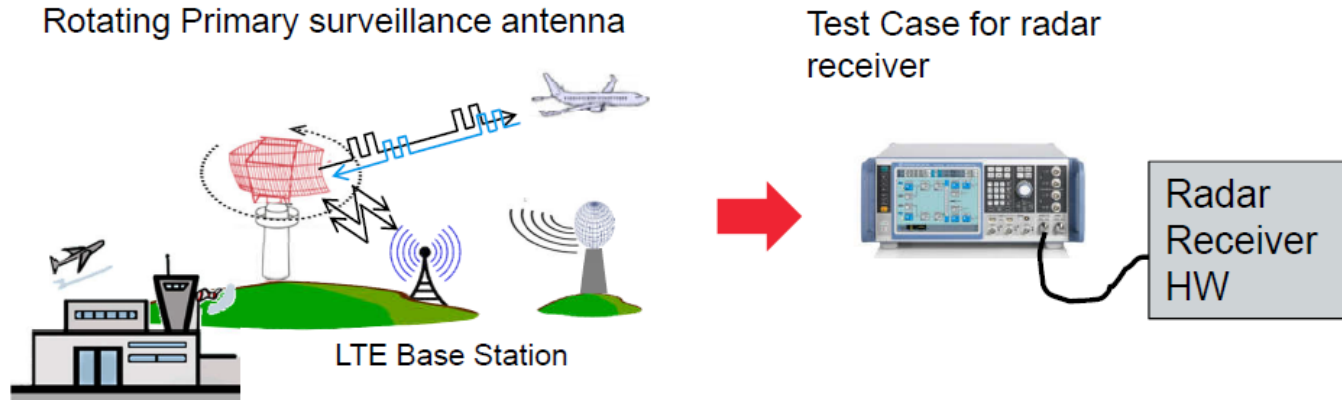 Rotating Primary surveillance antenna
Test Case for radar
receiver
LTE Base Station
Radar
Receiver
HW